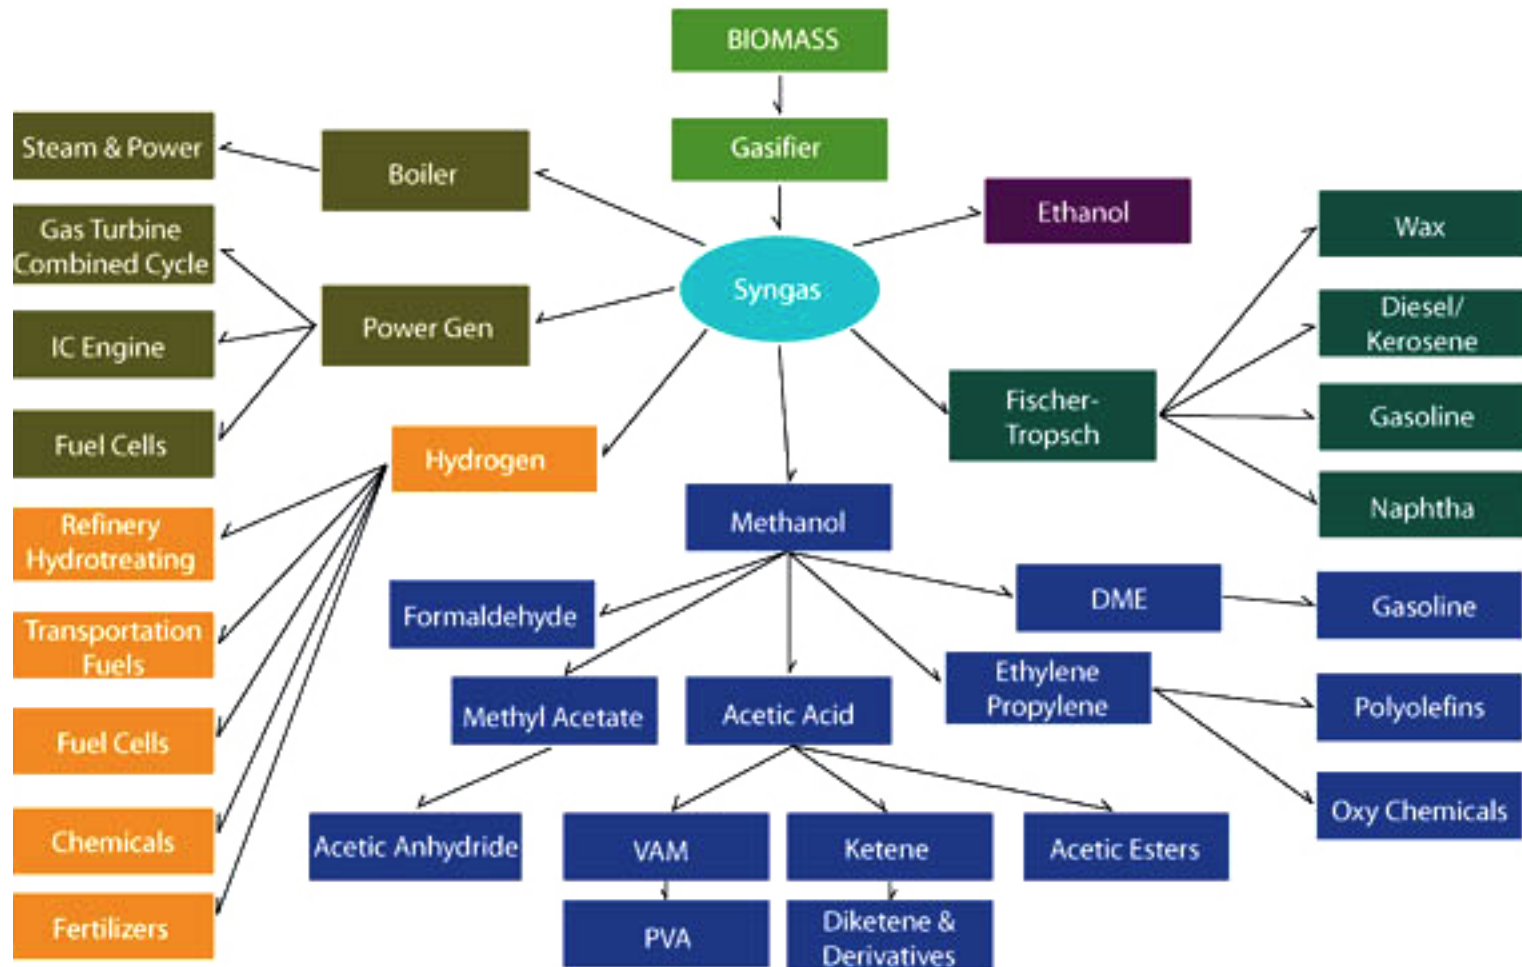 BIOMASS
Gasifier
Syngas
Boiler
Steam & Power
Power Gen
Gas Turbine
Combined Cycle
IC Engine
Fuel Cells
Hydrogen
Refinery
Hydrotreating
Transportation
Fuels
Fuel Cells
Chemicals
Fertilizers
Ethanol
Fischer-
Tropsch
Wax
Diesel/
Kerosene
Gasoline
Naphtha
Methanol
Formaldehyde
Methyl Acetate
Acetic Anhydride
Acetic Acid
VAM
PVA
Ketene
Diketene &
Derivatives
Acetic Esters
Ethylene
Propylene
Polyolefins
Oxy Chemicals
DME
Gasoline